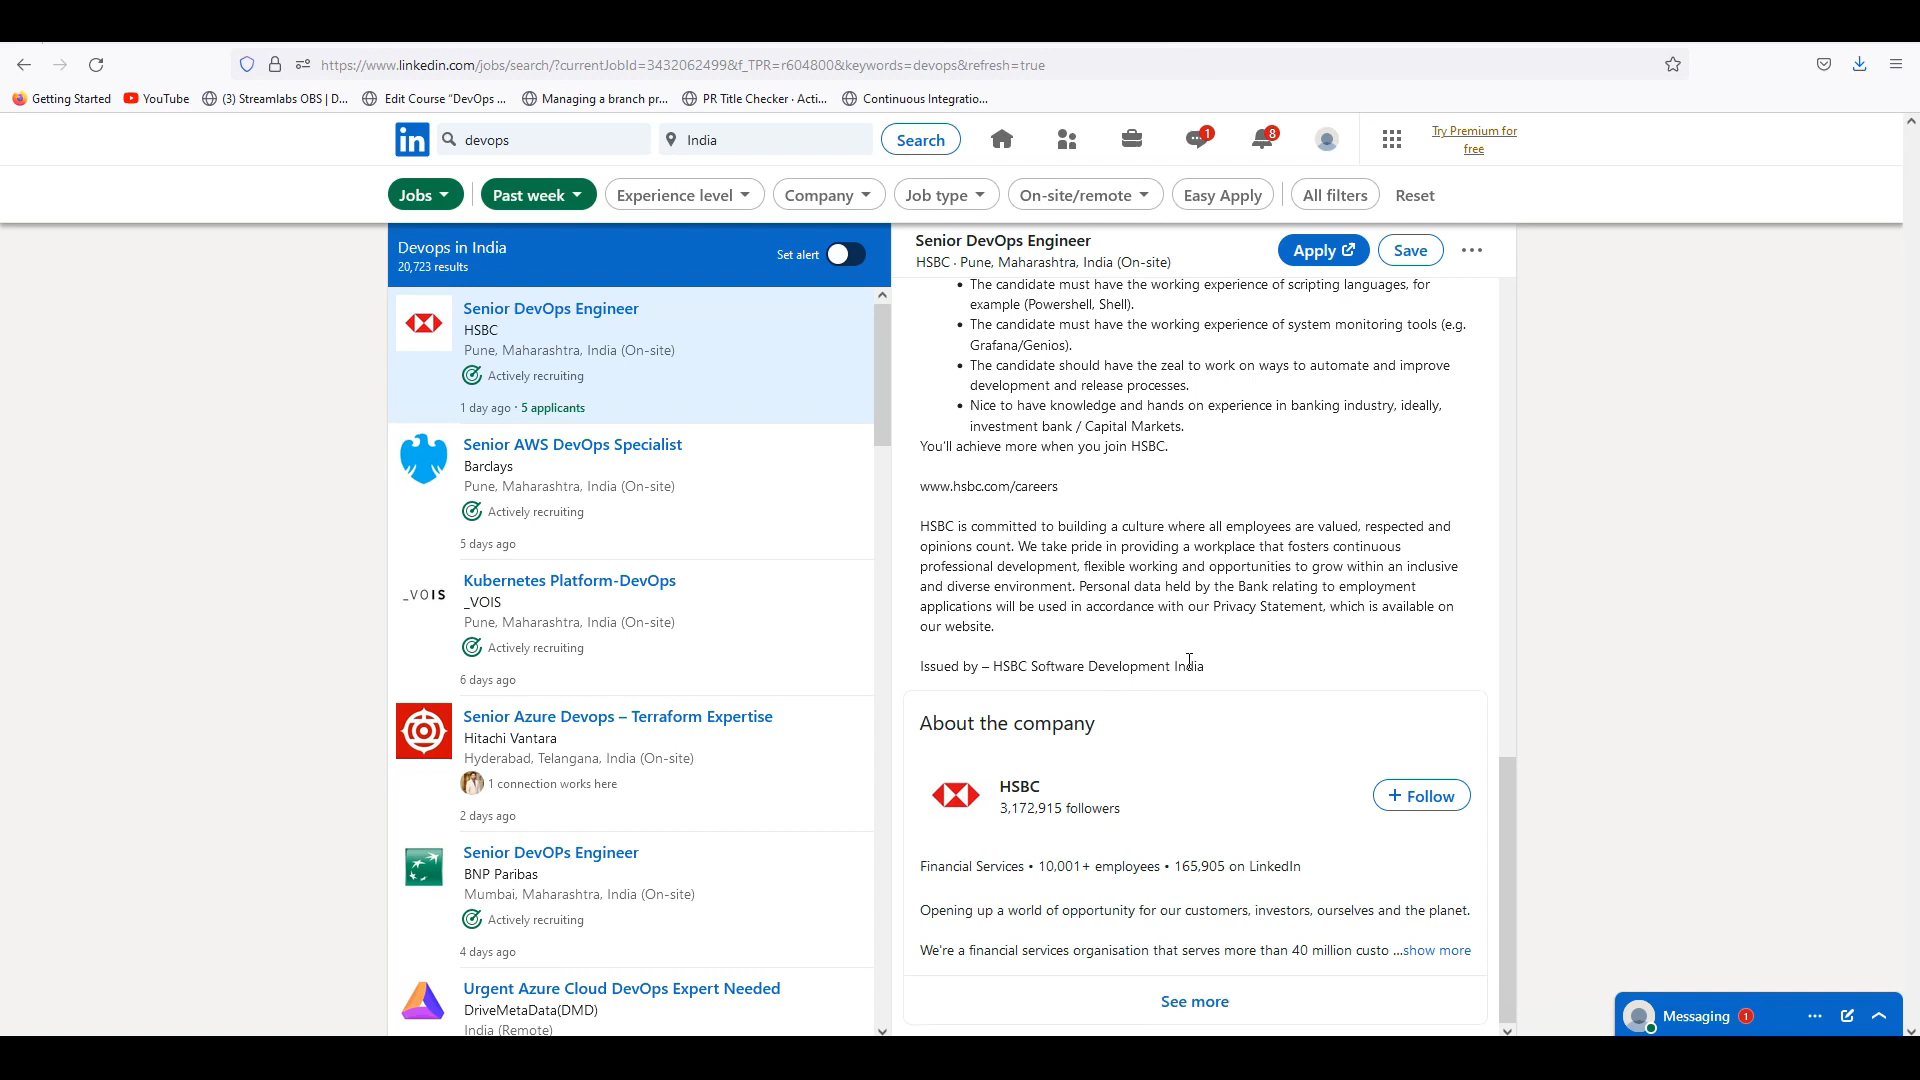 https://www.linkedin.com/jobs/search/?currentJobId=3432062499&f_TPR=r604800&keywords=devops&refresh=true
Getting Started
YouTube
(3) Streamlabs OBS | D...
Edit Course "DevOps ...
Managing a branch pr...
PR Title Checker · Acti...
Continuous Integratio...
in
devops
India
Search
1
8
Try Premium for
free
Jobs
Past week
Experience level
Company
Job type
On-site/remote
Easy Apply
All filters
Reset
Devops in India
20,723 results
Set alert
Senior DevOps Engineer
HSBC
Pune, Maharashtra, India (On-site)
Actively recruiting
1 day ago · 5 applicants
Senior AWS DevOps Specialist
Barclays
Pune, Maharashtra, India (On-site)
Actively recruiting
5 days ago
_VOIS
Kubernetes Platform-DevOps
_VOIS
Pune, Maharashtra, India (On-site)
Actively recruiting
6 days ago
Senior Azure Devops – Terraform Expertise
Hitachi Vantara
Hyderabad, Telangana, India (On-site)
1 connection works here
2 days ago
Senior DevOPs Engineer
BNP Paribas
Mumbai, Maharashtra, India (On-site)
Actively recruiting
4 days ago
Urgent Azure Cloud DevOps Expert Needed
DriveMetaData(DMD)
India (Remote)
Senior DevOps Engineer
HSBC · Pune, Maharashtra, India (On-site)
Apply
Save
• The candidate must have the working experience of scripting languages, for
example (Powershell, Shell).
• The candidate must have the working experience of system monitoring tools (e.g.
Grafana/Genios).
• The candidate should have the zeal to work on ways to automate and improve
development and release processes.
• Nice to have knowledge and hands on experience in banking industry, ideally,
investment bank / Capital Markets.
You'll achieve more when you join HSBC.
www.hsbc.com/careers
HSBC is committed to building a culture where all employees are valued, respected and
opinions count. We take pride in providing a workplace that fosters continuous
professional development, flexible working and opportunities to grow within an inclusive
and diverse environment. Personal data held by the Bank relating to employment
applications will be used in accordance with our Privacy Statement, which is available on
our website.
Issued by – HSBC Software Development India
About the company
HSBC
3,172,915 followers
+ Follow
Financial Services • 10,001+ employees • 165,905 on LinkedIn
Opening up a world of opportunity for our customers, investors, ourselves and the planet.
We're a financial services organisation that serves more than 40 million custo ...show more
See more
Messaging 1